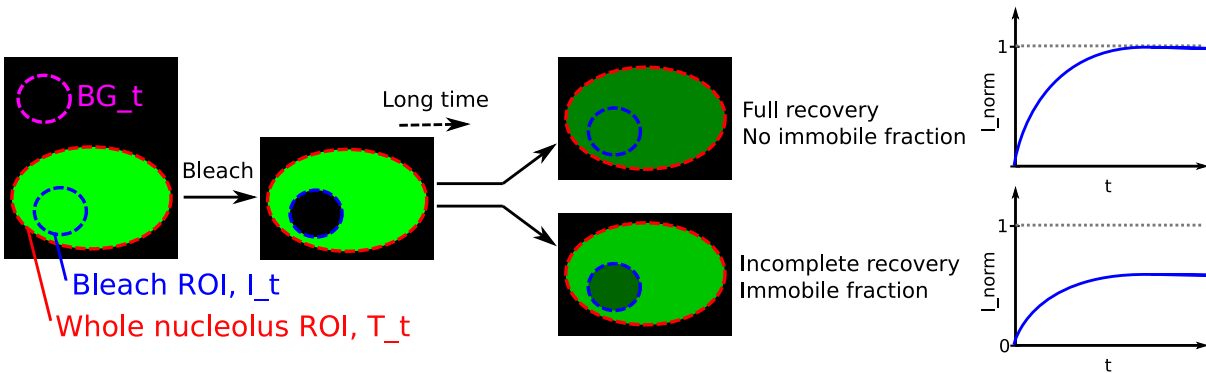 BG_t
Bleach
Bleach ROI, I_t
Whole nucleolus ROI, T_t
Long time
Full recovery
No immobile fraction
Incomplete recovery
Immobile fraction
1
I_norm
t
1
I_norm
0
t